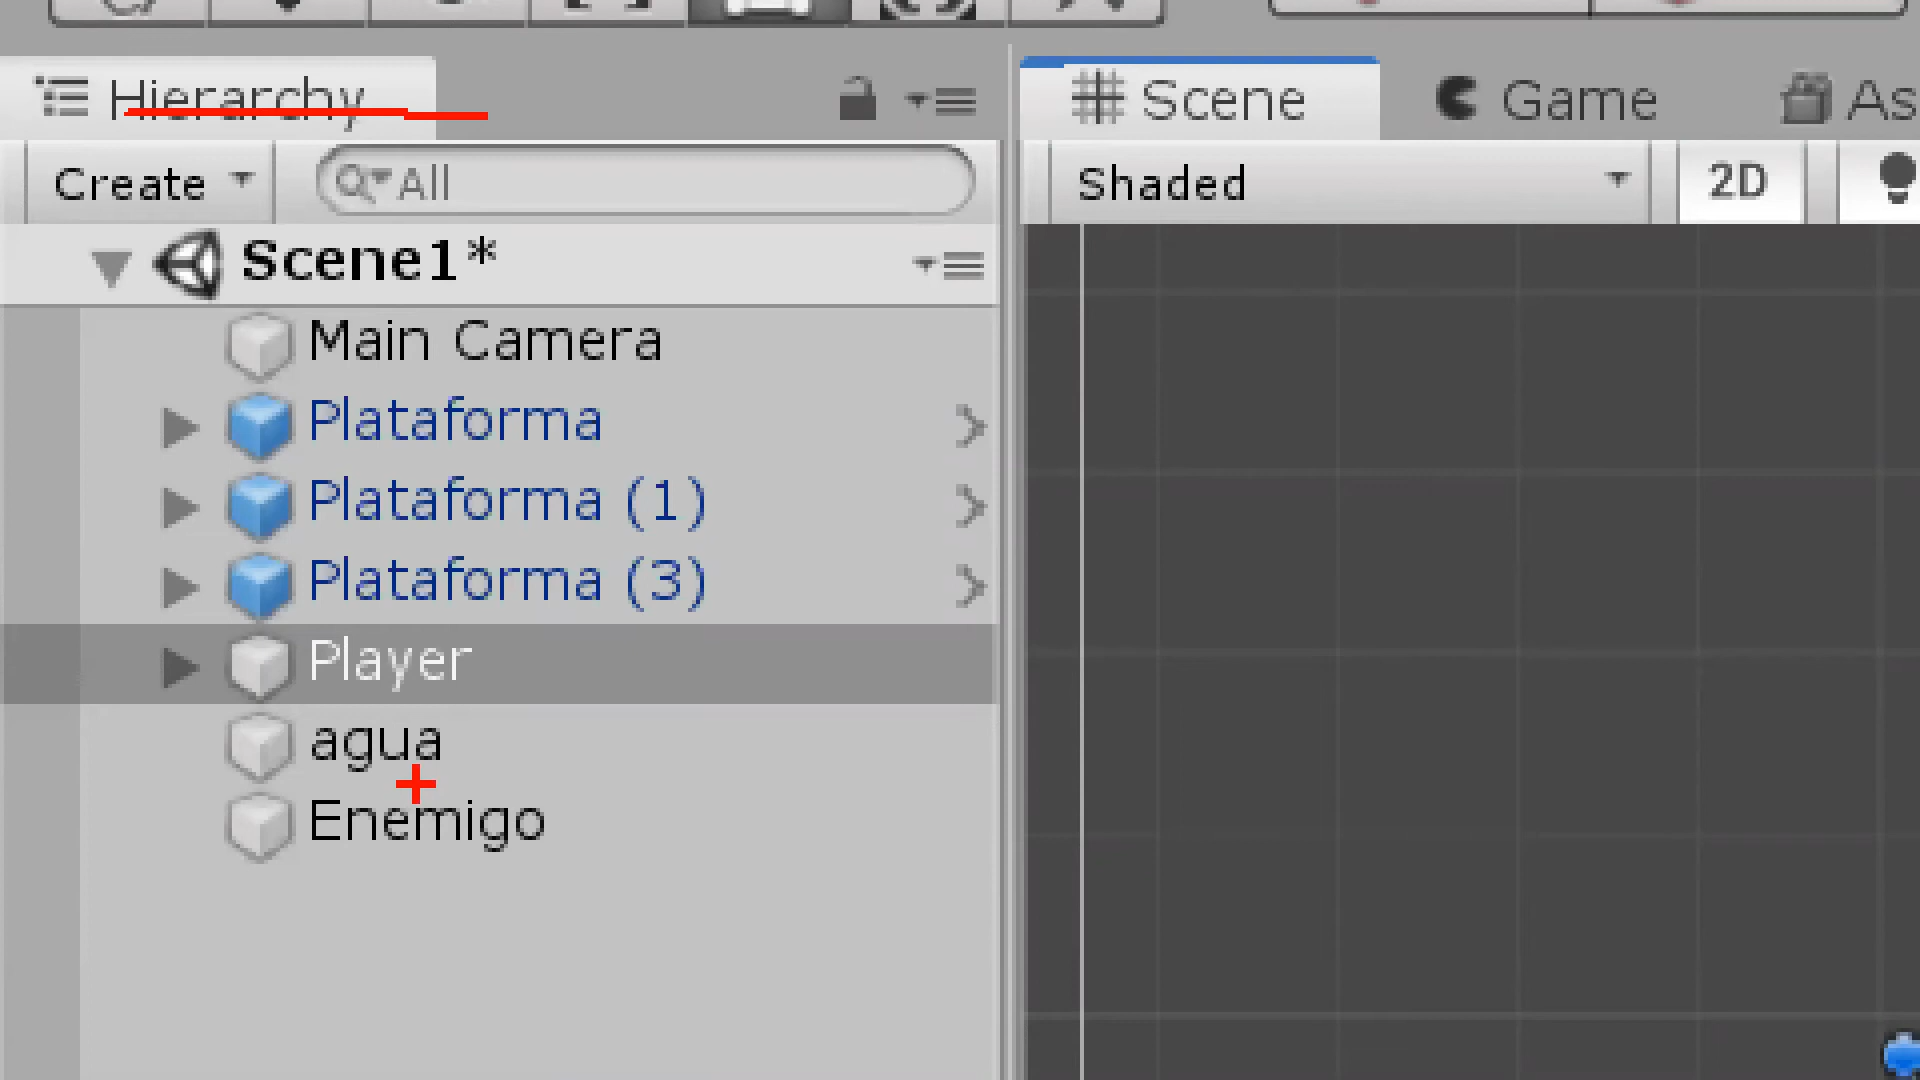 Hierarchy
Scene
Game
As
Create
All
Shaded
2D
Scene1*
Main Camera
Plataforma
Plataforma (1)
Plataforma (3)
Player
agua
Enemigo